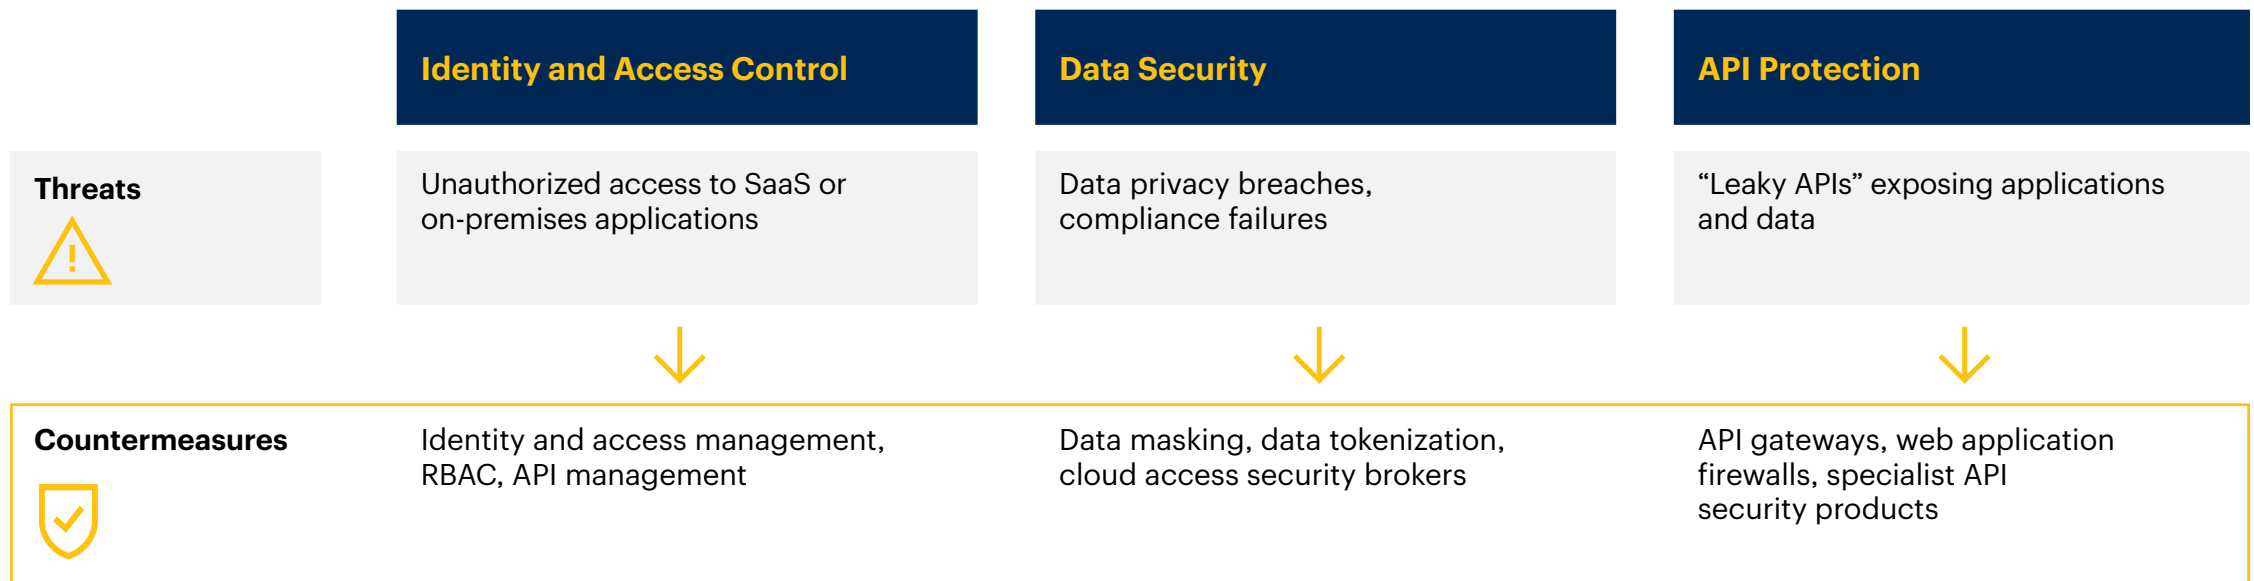 Identity and Access Control
Data Security
API Protection
Threats
Unauthorized access to SaaS or
on-premises applications
Data privacy breaches,
compliance failures
“Leaky APIs” exposing applications
and data
Countermeasures
Identity and access management,
RBAC, API management
Data masking, data tokenization,
cloud access security brokers
API gateways, web application
firewalls, specialist API
security products